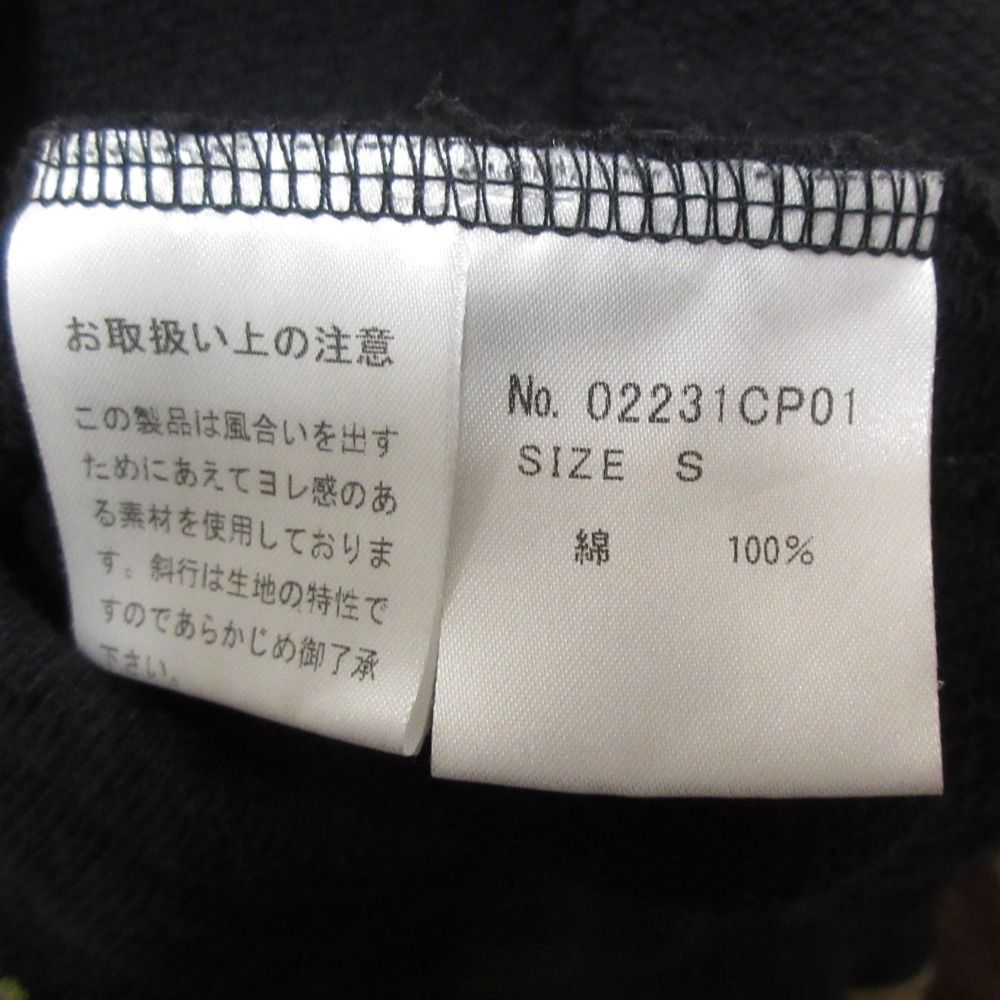 お取扱い上の注意
この製品は風合いを出す
ためにあえてヨレ感のあ
る素材を使用しておりま
す。斜行は生地の特性で
すのであらかじめ御了承
下さい。
No. 02231CP01
SIZE S
綿 100%